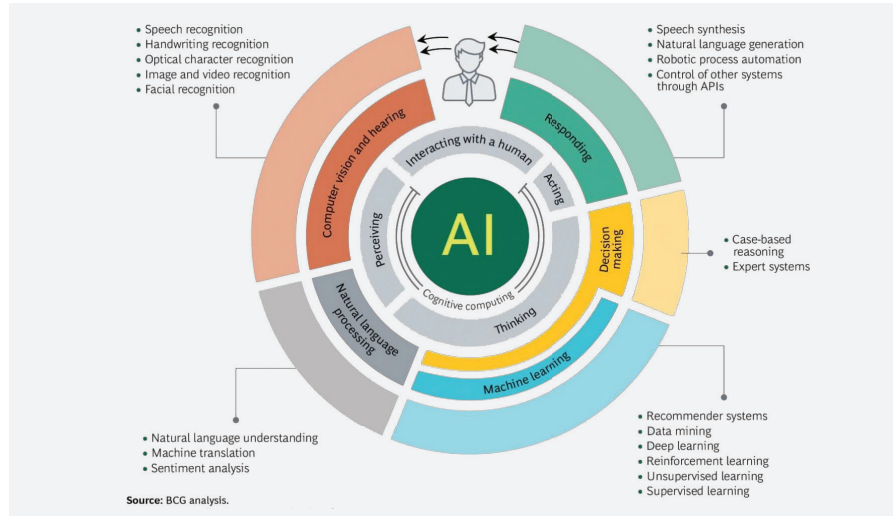 • Speech recognition
• Handwriting recognition
• Optical character recognition
• Image and video recognition
• Facial recognition
• Speech synthesis
• Natural language generation
• Robotic process automation
• Control of other systems
through APIs
Computer vision and hearing
Interacting with a human
Responding
Acting
Perceiving
AI
Decision
making
• Case-based
reasoning
• Expert systems
Cognitive computing
Thinking
Natural language
processing
Machine learning
• Natural language understanding
• Machine translation
• Sentiment analysis
• Recommender systems
• Data mining
• Deep learning
• Reinforcement learning
• Unsupervised learning
• Supervised learning
Source: BCG analysis.